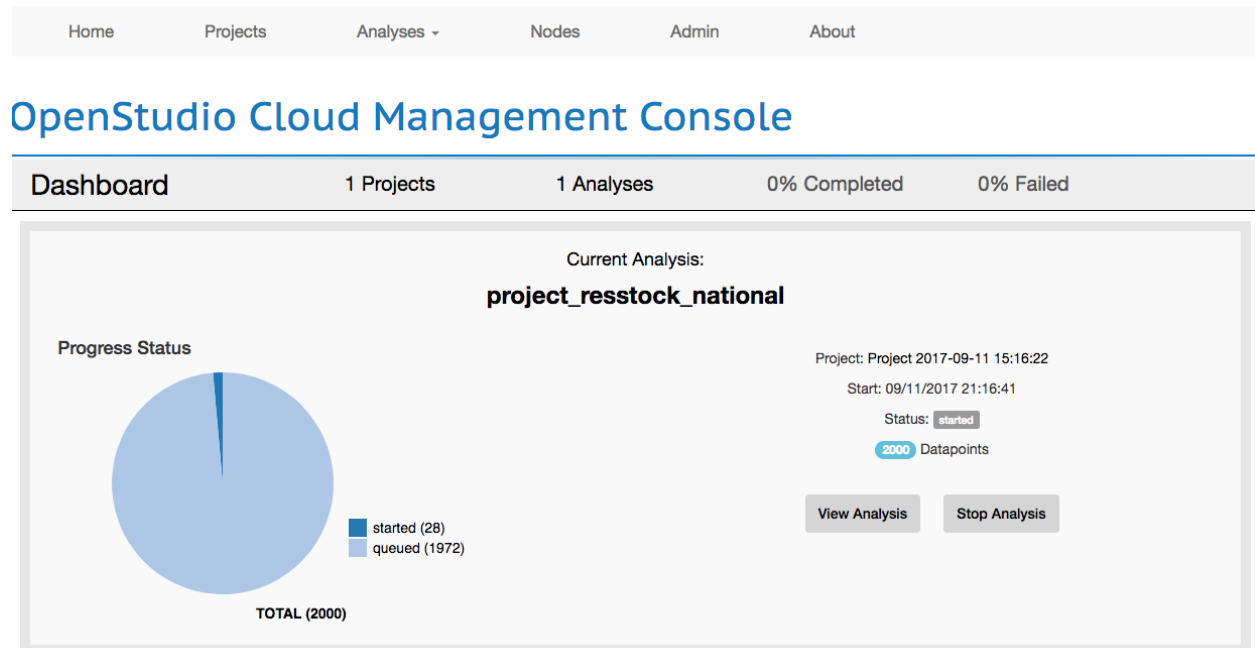 Home Projects Analyses Nodes Admin About
OpenStudio Cloud Management Console
Dashboard 1 Projects 1 Analyses 0% Completed 0% Failed
Current Analysis:
project_resstock_national
Progress Status
started (28)
queued (1972)
TOTAL (2000)
Project: Project 2017-09-11 15:16:22
Start: 09/11/2017 21:16:41
Status: started
2000 Datapoints
View Analysis Stop Analysis